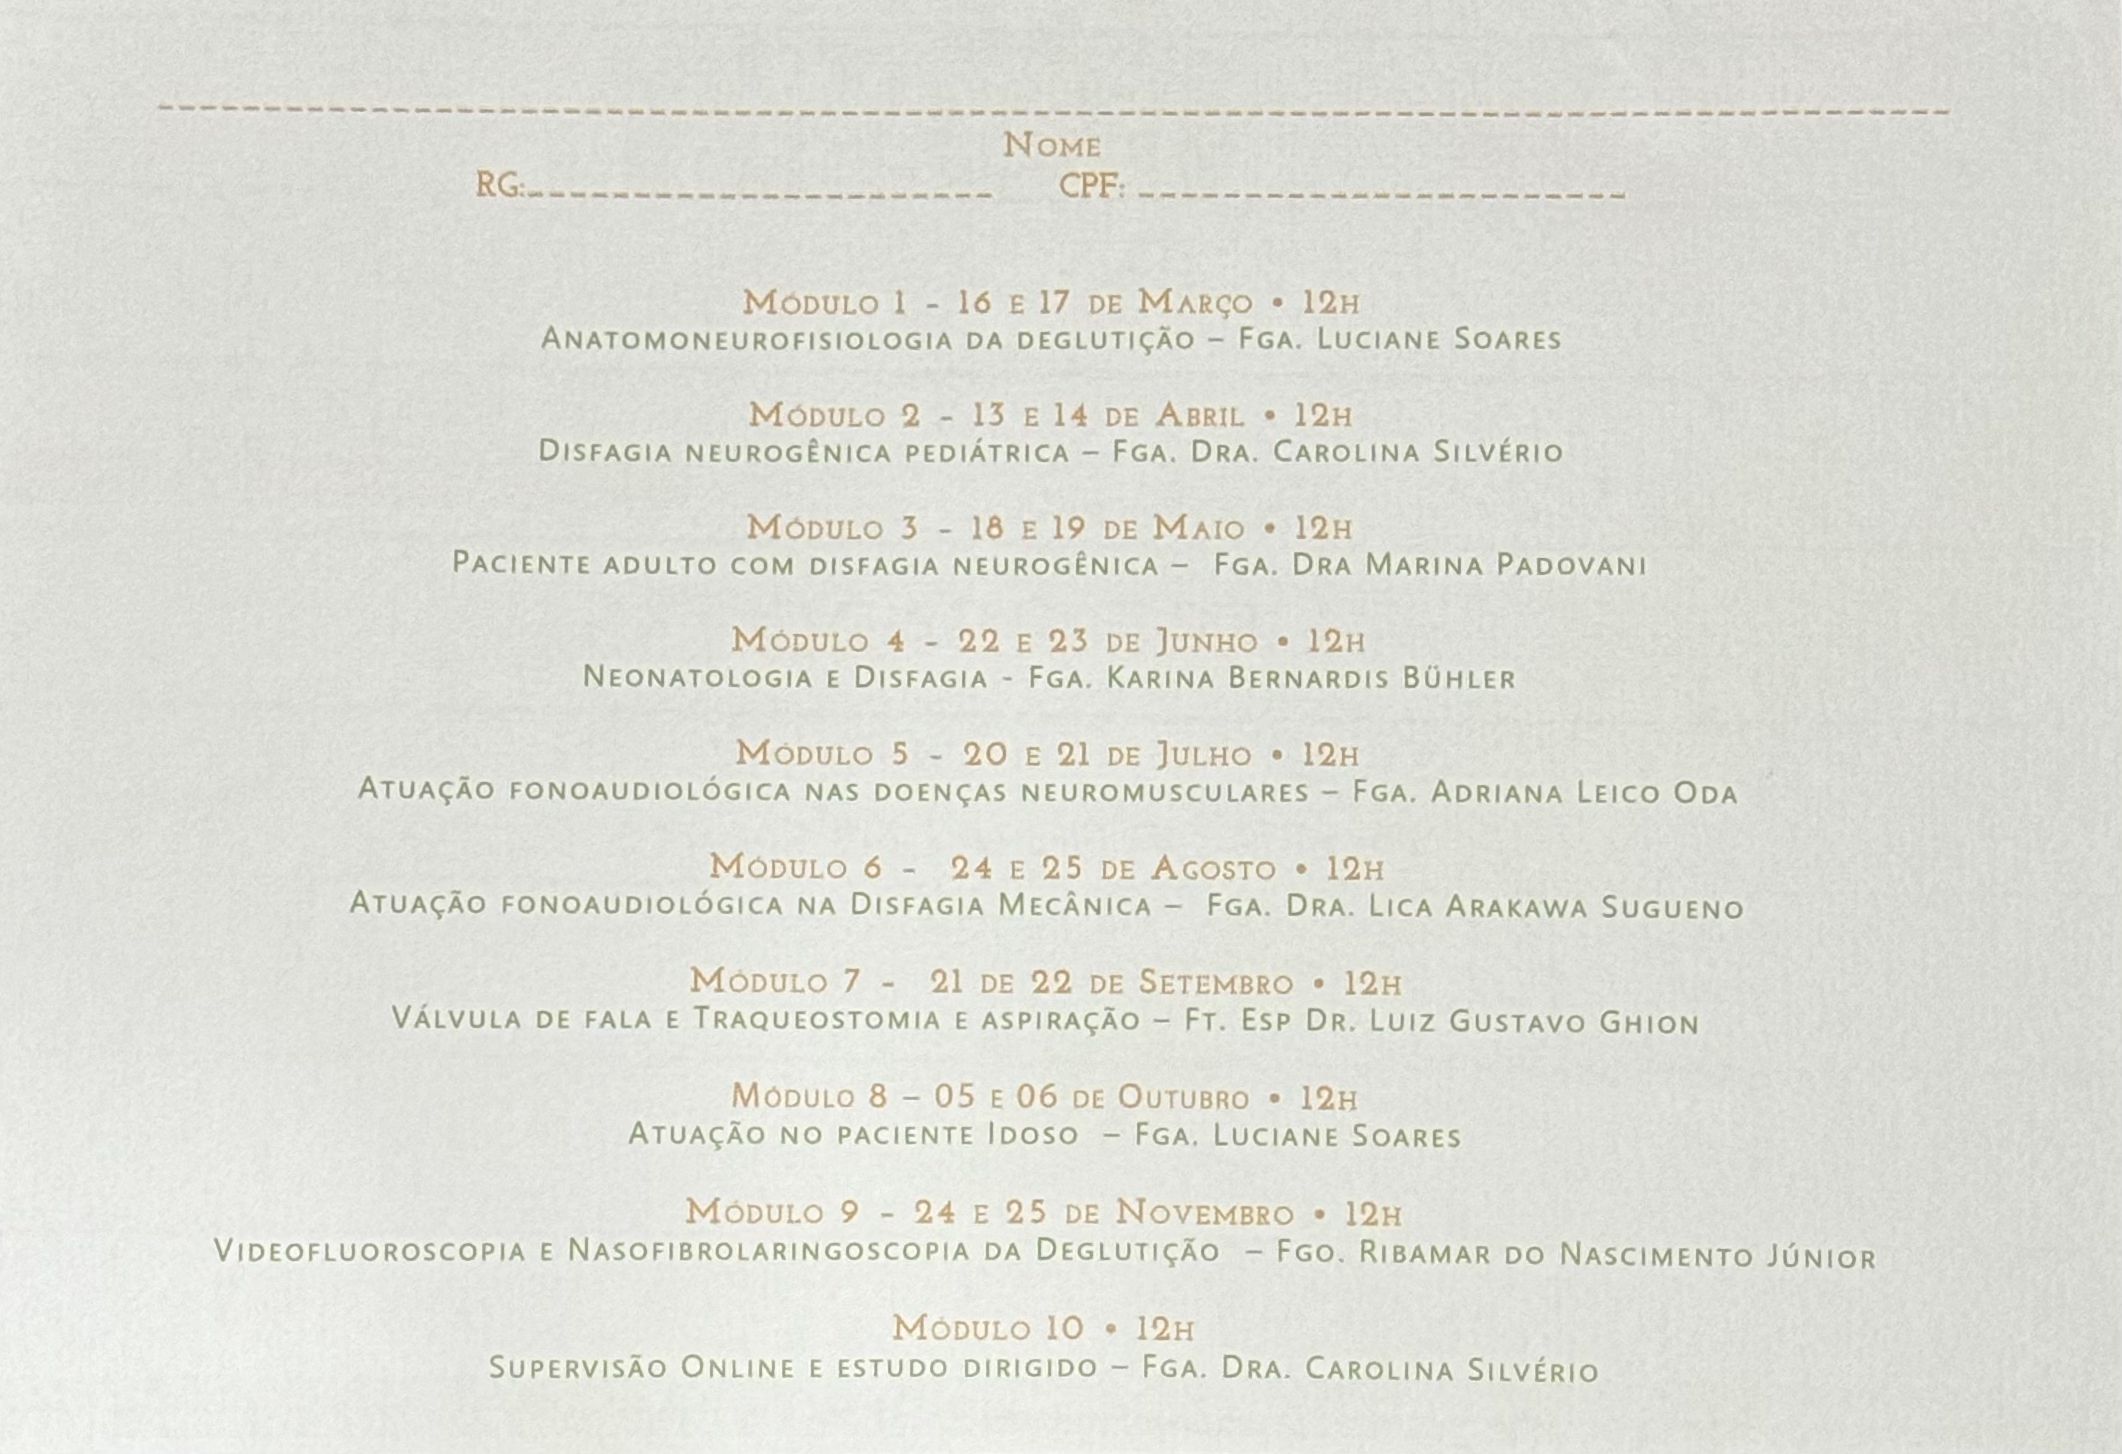 Nome
RG: CPF:
Módulo 1 - 16 e 17 de Março • 12h
Anatomoneurofisiologia da deglutição – Fga. Luciane Soares
Módulo 2 - 13 e 14 de Abril • 12h
Disfagia neurogênica pediátrica – Fga. Dra. Carolina Silvério
Módulo 3 - 18 e 19 de Maio • 12h
Paciente adulto com disfagia neurogênica – Fga. Dra Marina Padovani
Módulo 4 - 22 e 23 de Junho • 12h
Neonatologia e Disfagia - Fga. Karina Bernardis Bühler
Módulo 5 - 20 e 21 de Julho • 12h
Atuação fonoaudiológica nas doenças neuromusculares – Fga. Adriana Leico Oda
Módulo 6 - 24 e 25 de Agosto • 12h
Atuação fonoaudiológica na Disfagia Mecânica – Fga. Dra. Lica Arakawa Sugueno
Módulo 7 - 21 de 22 de Setembro • 12h
Válvula de fala e Traqueostomia e aspiração – Ft. Esp Dr. Luiz Gustavo Ghion
Módulo 8 – 05 e 06 de Outubro • 12h
Atuação no paciente Idoso – Fga. Luciane Soares
Módulo 9 - 24 e 25 de Novembro • 12h
Videofluoroscopia e Nasofibrolaringoscopia da Deglutição – Fgo. Ribamar do Nascimento Júnior
Módulo 10 • 12h
Supervisão Online e estudo dirigido – Fga. Dra. Carolina Silvério